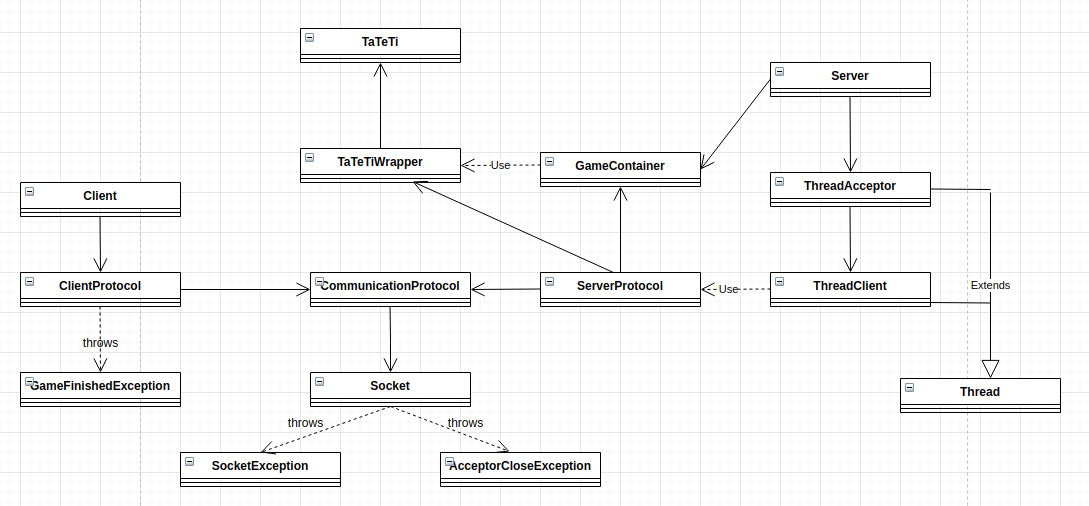 TaTeTi
Server
TaTeTiWrapper
Use
GameContainer
ThreadAcceptor
Client
ClientProtocol
CommunicationProtocol
ServerProtocol
Use
ThreadClient
Extends
throws
GameFinishedException
Socket
Thread
throws
throws
SocketException
AcceptorCloseException